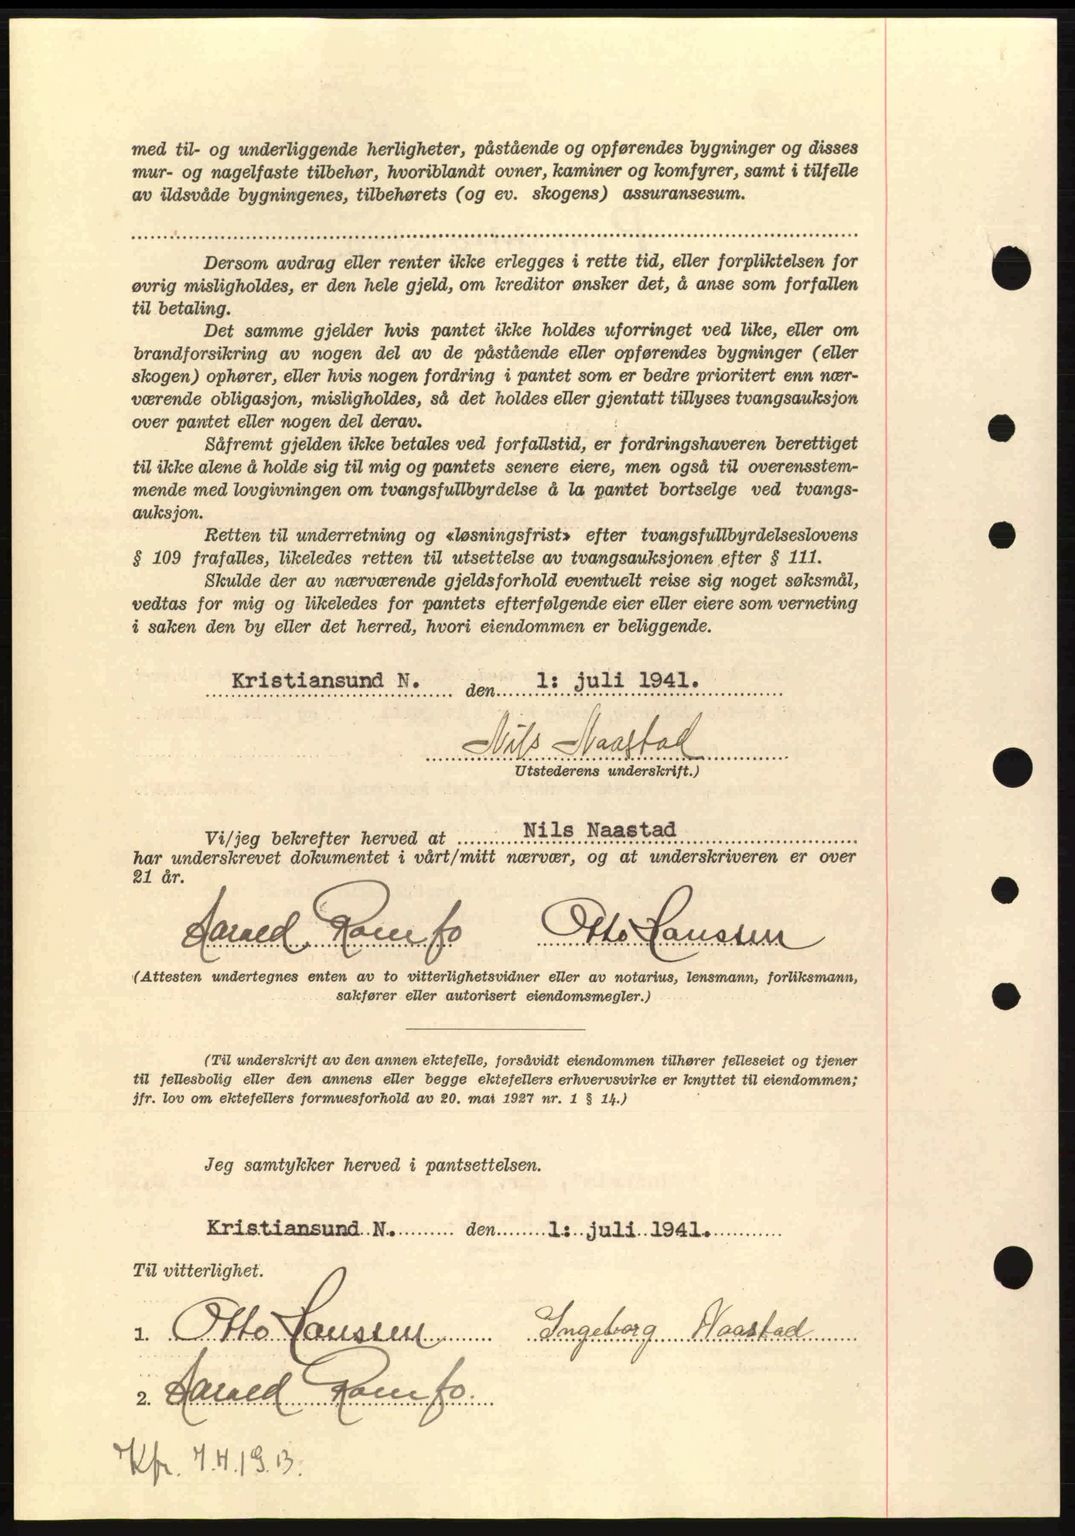 med til- og underliggende herligheter, påstående og opførendes bygninger og disses
mur- og nagelfaste tilbehør, hvoriblandt ovner, kaminer og komfyrer, samt i tilfelle
av ildsvåde bygningenes, tilbehørets (og ev. skogens) assuransesum.
Dersom avdrag eller renter ikke erlegges i rette tid, eller forpliktelsen for
øvrig misligholdes, er den hele gjeld, om kreditor ønsker det, å anse som forfallen
til betaling.
Det samme gjelder hvis pantet ikke holdes uforringet ved like, eller om
brandforsikring av nogen del av de påstående eller opførendes bygninger (eller
skogen) ophører, eller hvis nogen fordring i pantet som er bedre prioritert enn nær-
værende obligasjon, misligholdes, så det holdes eller gjentatt tillyses tvangsauksjon
over pantet eller nogen del derav.
Såfremt gjelden ikke betales ved forfallstid, er fordringshaveren berettiget
til ikke alene å holde sig til mig og pantets senere eiere, men også til overensstem-
mende med lovgivningen om tvangsfullbyrdelse å la pantet bortselge ved tvangs-
auksjon.
Retten til underretning og «løsningsfrist» efter tvangsfullbyrdelseslovens
§ 109 frafalles, likeledes retten til utsettelse av tvangsauksjonen efter § 111.
Skulde der av nærværende gjeldsforhold eventuelt reise sig noget søksmål,
vedtas for mig og likeledes for pantets efterfølgende eier eller eiere som verneting
i saken den by eller det herred, hvori eiendommen er beliggende.
Kristiansund N. den 1: juli 1941.
Nils Naastad
Utstederens underskrift.)
Vi/jeg bekrefter herved at Nils Naastad
har underskrevet dokumentet i vårt/mitt nærvær, og at underskriveren er over
21 år.
Harald Romfo Otto Hanssen
(Attesten undertegnes enten av to vitterlighetsvidner eller av notarius, lensmann, forliksmann,
sakfører eller autorisert eiendomsmegler.)
(Til underskrift av den annen ektefelle, forsåvidt eiendommen tilhører felleseiet og tjener
til fellesbolig eller den annens eller begge ektefellers erhvervsvirke er knyttet til eiendommen;
jfr. lov om ektefellers formuesforhold av 20. mai 1927 nr. 1 § 14.)
Jeg samtykker herved i pantsettelsen.
Kristiansund N. den 1: juli 1941.
Til vitterlighet.
1. Otto Hanssen Ingeborg Naastad
2. Harald Romfo.
Kfr.